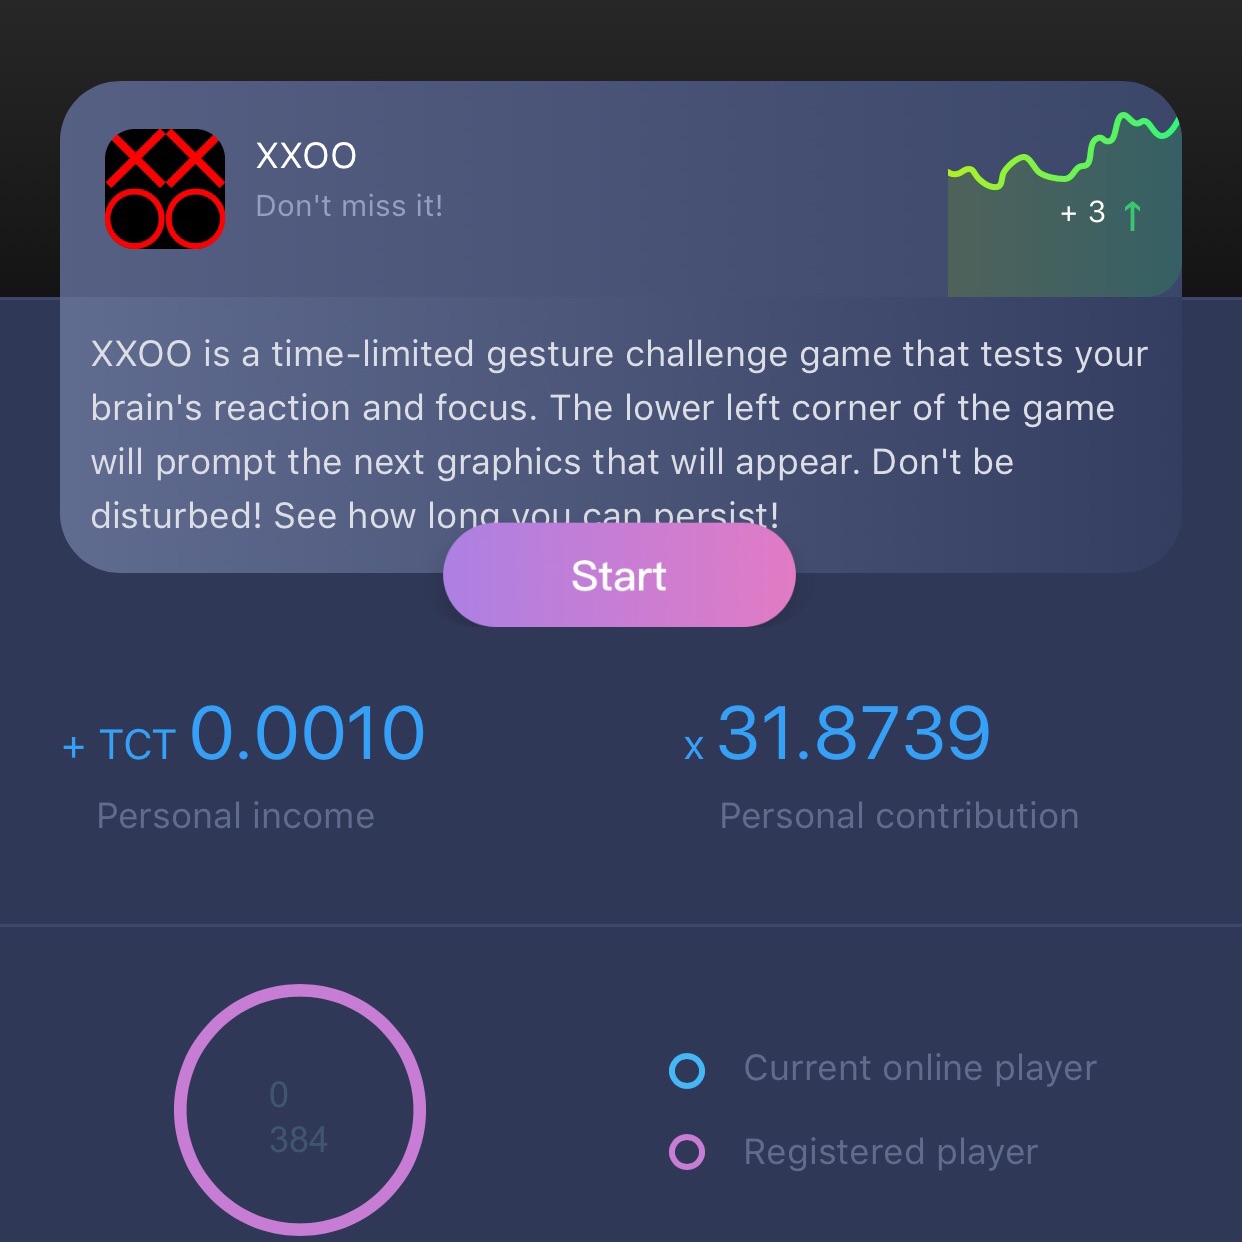 XXOO
Don't miss it!
+ 3 ↑
XXOO is a time-limited gesture challenge game that tests your
brain's reaction and focus. The lower left corner of the game
will prompt the next graphics that will appear. Don't be
disturbed! See how long you can persist!
Start
+ TCT 0.0010
x 31.8739
Personal income
Personal contribution
0
384
Current online player
Registered player